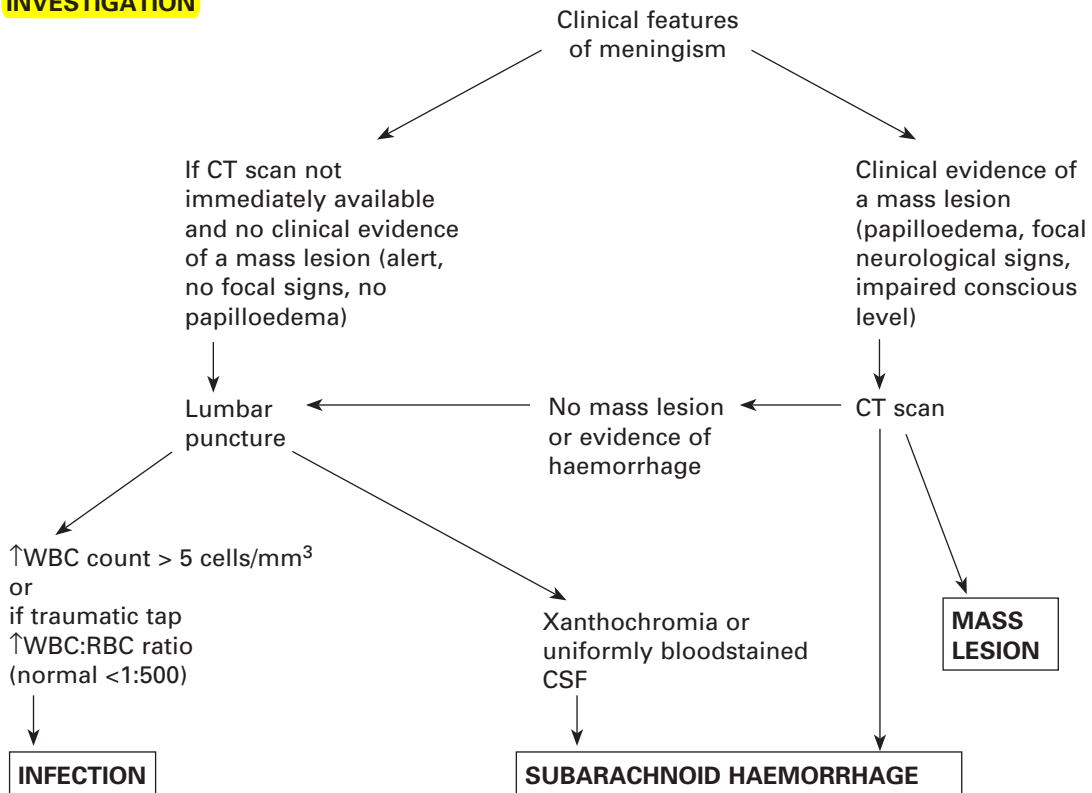 INVESTIGATION
Clinical features
of meningism
If CT scan not
immediately available
and no clinical evidence
of a mass lesion (alert,
no focal signs, no
papilloedema)
Clinical evidence of
a mass lesion
(papilloedema, focal
neurological signs,
impaired conscious
level)
Lumbar
puncture
No mass lesion
or evidence of
haemorrhage
CT scan
↑WBC count > 5 cells/mm³
or
if traumatic tap
↑WBC:RBC ratio
(normal <1:500)
Xanthochromia or
uniformly bloodstained
CSF
MASS
LESION
INFECTION
SUBARACHNOID HAEMORRHAGE